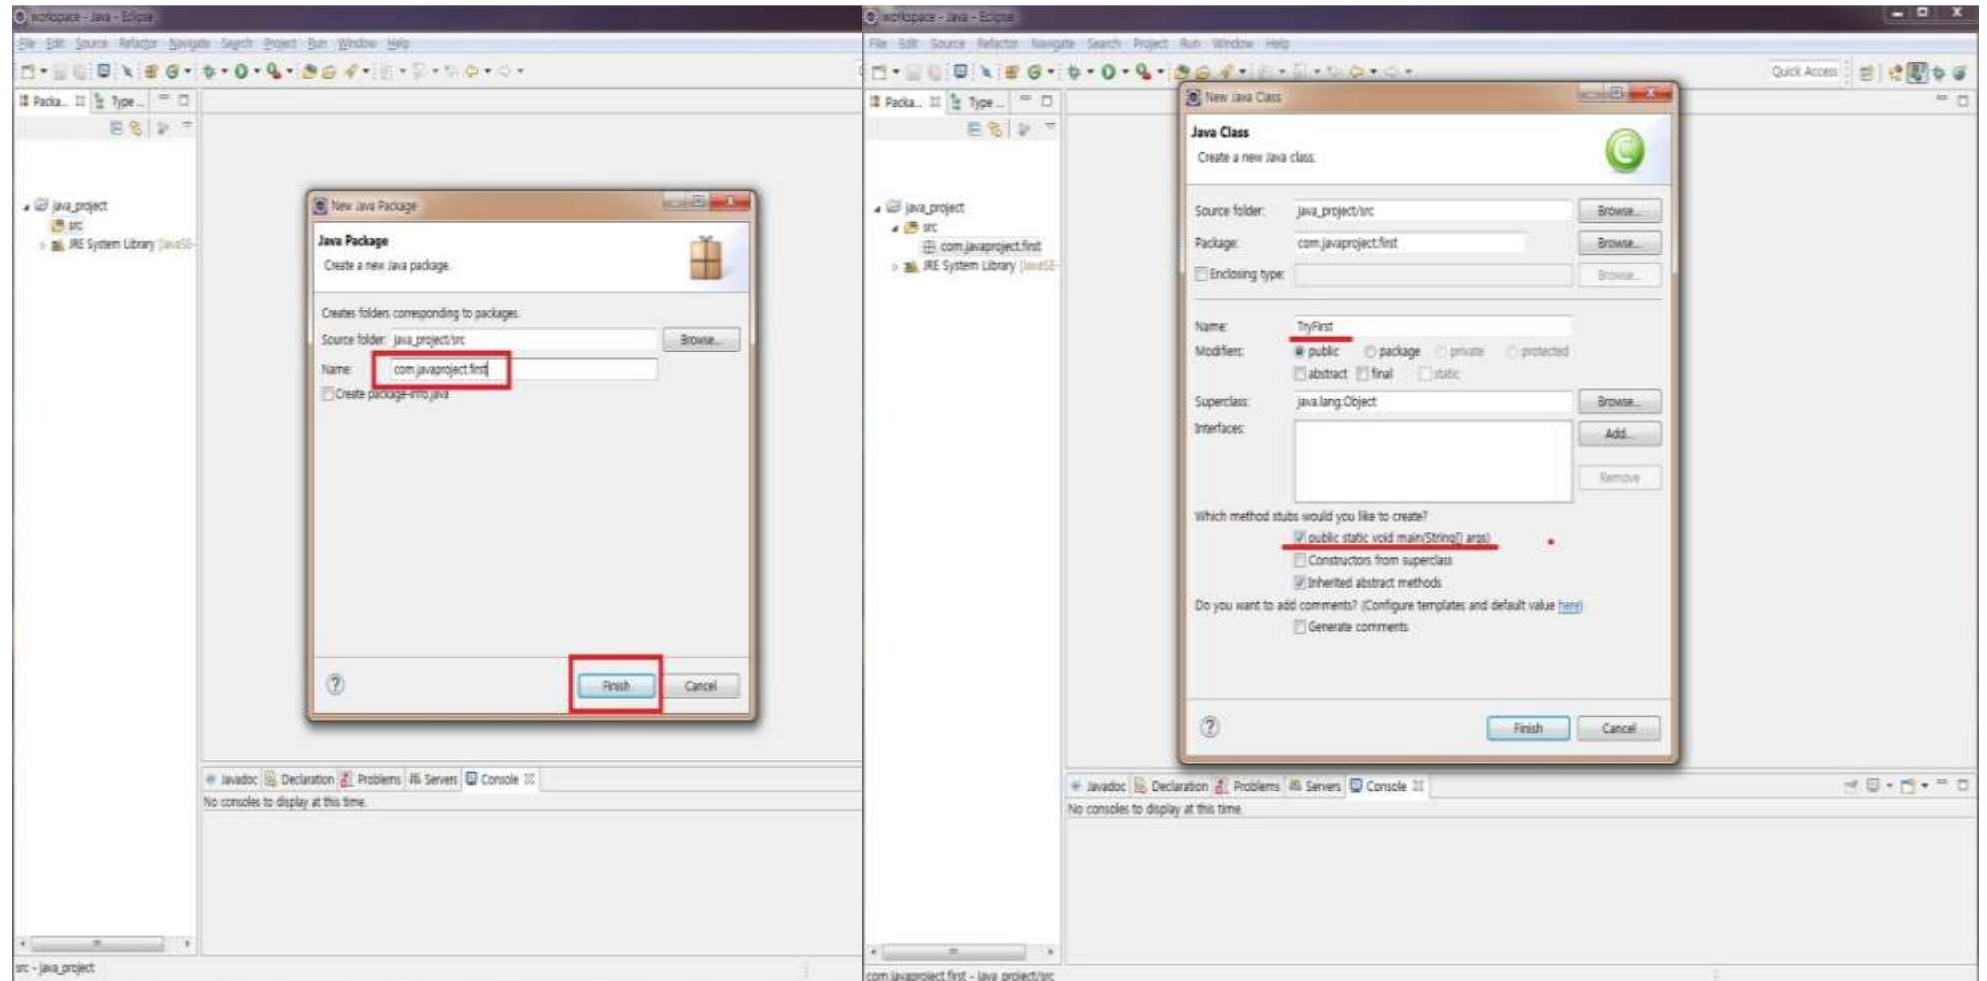 workspace - Java - Eclipse
File Edit Source Refactor Navigate Search Project Run Window Help
Packa... Type ...
java_project
src
JRE System Library [JavaSE-
New Java Package
Java Package
Create a new Java package.
Creates folders corresponding to packages.
Source folder: java_project/src Browse...
Name: com.javaproject.first
Create package-info.java
Finish Cancel
Javadoc Declaration Problems Servers Console
No consoles to display at this time.
src - java_project
workspace - Java - Eclipse
File Edit Source Refactor Navigate Search Project Run Window Help
Quick Access
Packa... Type ...
java_project
src
com.javaproject.first
JRE System Library [JavaSE-
New Java Class
Java Class
Create a new Java class.
Source folder: java_project/src Browse...
Package: com.javaproject.first Browse...
Enclosing type: Browse...
Name: TryFirst
Modifiers: public package private protected
abstract final static
Superclass: java.lang.Object Browse...
Interfaces: Add...
Remove
Which method stubs would you like to create?
public static void main(String[] args)
Constructors from superclass
Inherited abstract methods
Do you want to add comments? (Configure templates and default value here)
Generate comments
Finish Cancel
Javadoc Declaration Problems Servers Console
No consoles to display at this time.
com.javaproject.first - java_project/src